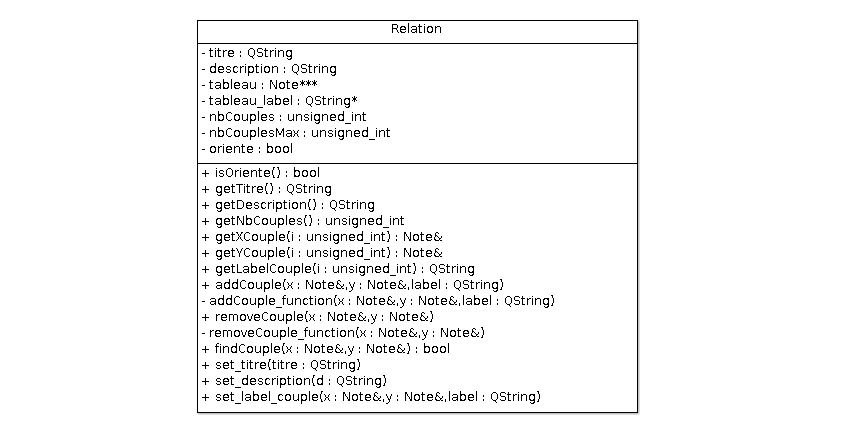 Relation
- titre : QString
- description : QString
- tableau : Note***
- tableau_label : QString*
- nbCouples : unsigned_int
- nbCouplesMax : unsigned_int
- oriente : bool
+ isOriente() : bool
+ getTitre() : QString
+ getDescription() : QString
+ getNbCouples() : unsigned_int
+ getXCouple(i : unsigned_int) : Note&
+ getYCouple(i : unsigned_int) : Note&
+ getLabelCouple(i : unsigned_int) : QString
+ addCouple(x : Note&,y : Note&,label : QString)
- addCouple_function(x : Note&,y : Note&,label : QString)
+ removeCouple(x : Note&,y : Note&)
- removeCouple_function(x : Note&,y : Note&)
+ findCouple(x : Note&,y : Note&) : bool
+ set_titre(titre : QString)
+ set_description(d : QString)
+ set_label_couple(x : Note&,y : Note&,label : QString)